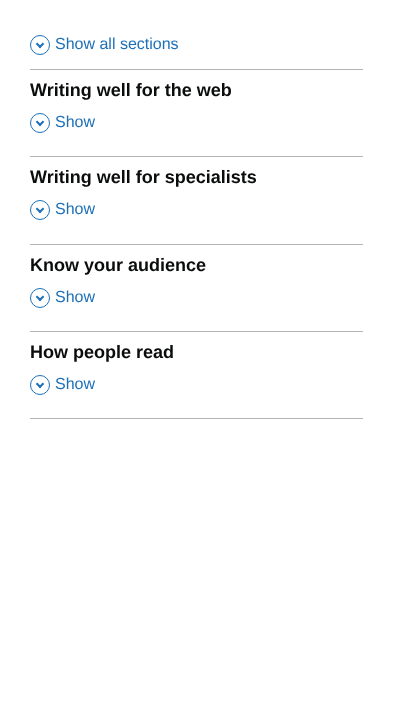 Show all sections
Writing well for the web
Show
Writing well for specialists
Show
Know your audience
Show
How people read
Show